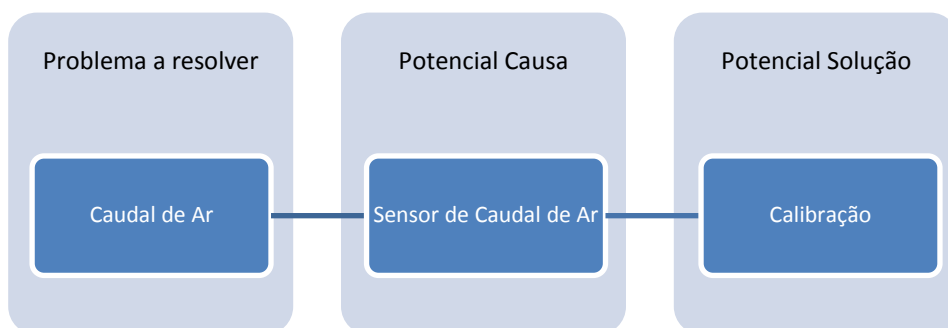 Problema a resolver
Potencial Causa
Potencial Solução
Caudal de Ar
Sensor de Caudal de Ar
Calibração